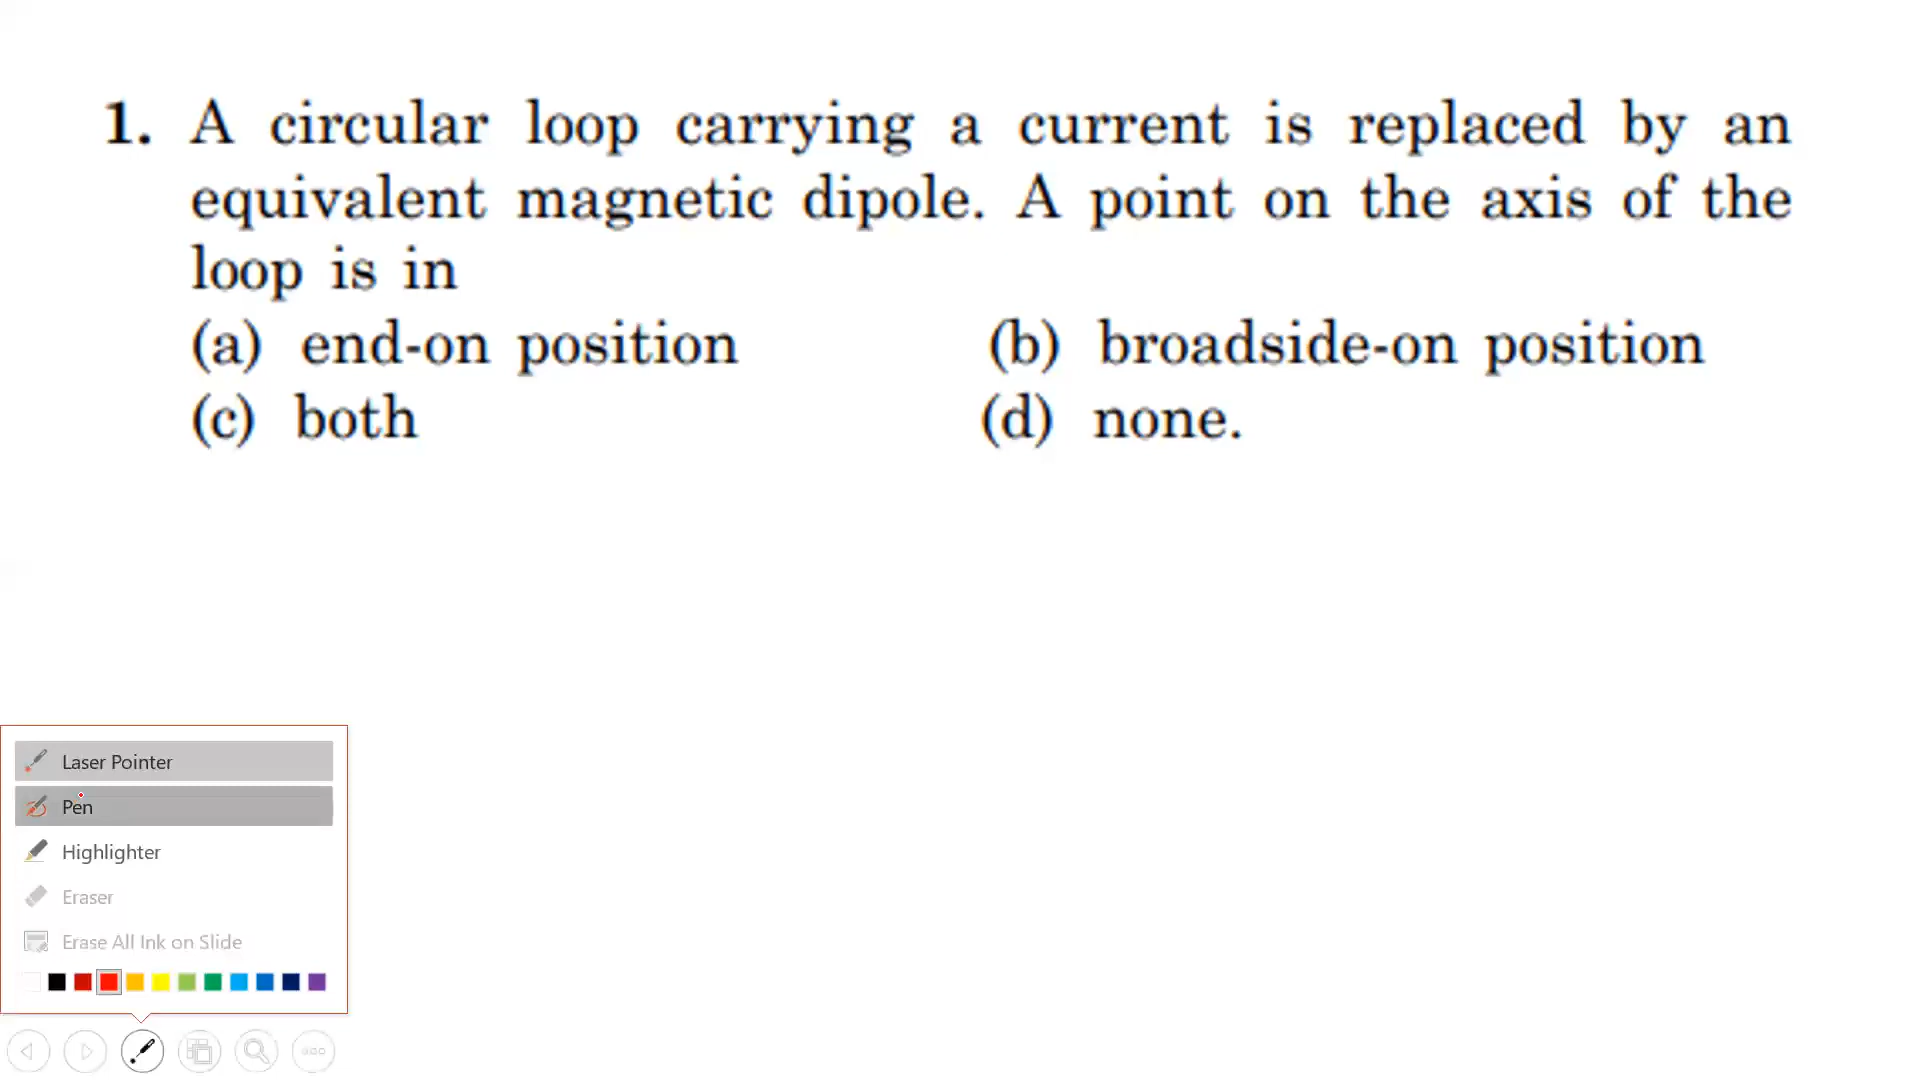 1. A circular loop carrying a current is replaced by an
equivalent magnetic dipole. A point on the axis of the
loop is in
(a) end-on position (b) broadside-on position
(c) both (d) none.
Laser Pointer
Pen
Highlighter
Eraser
Erase All Ink on Slide